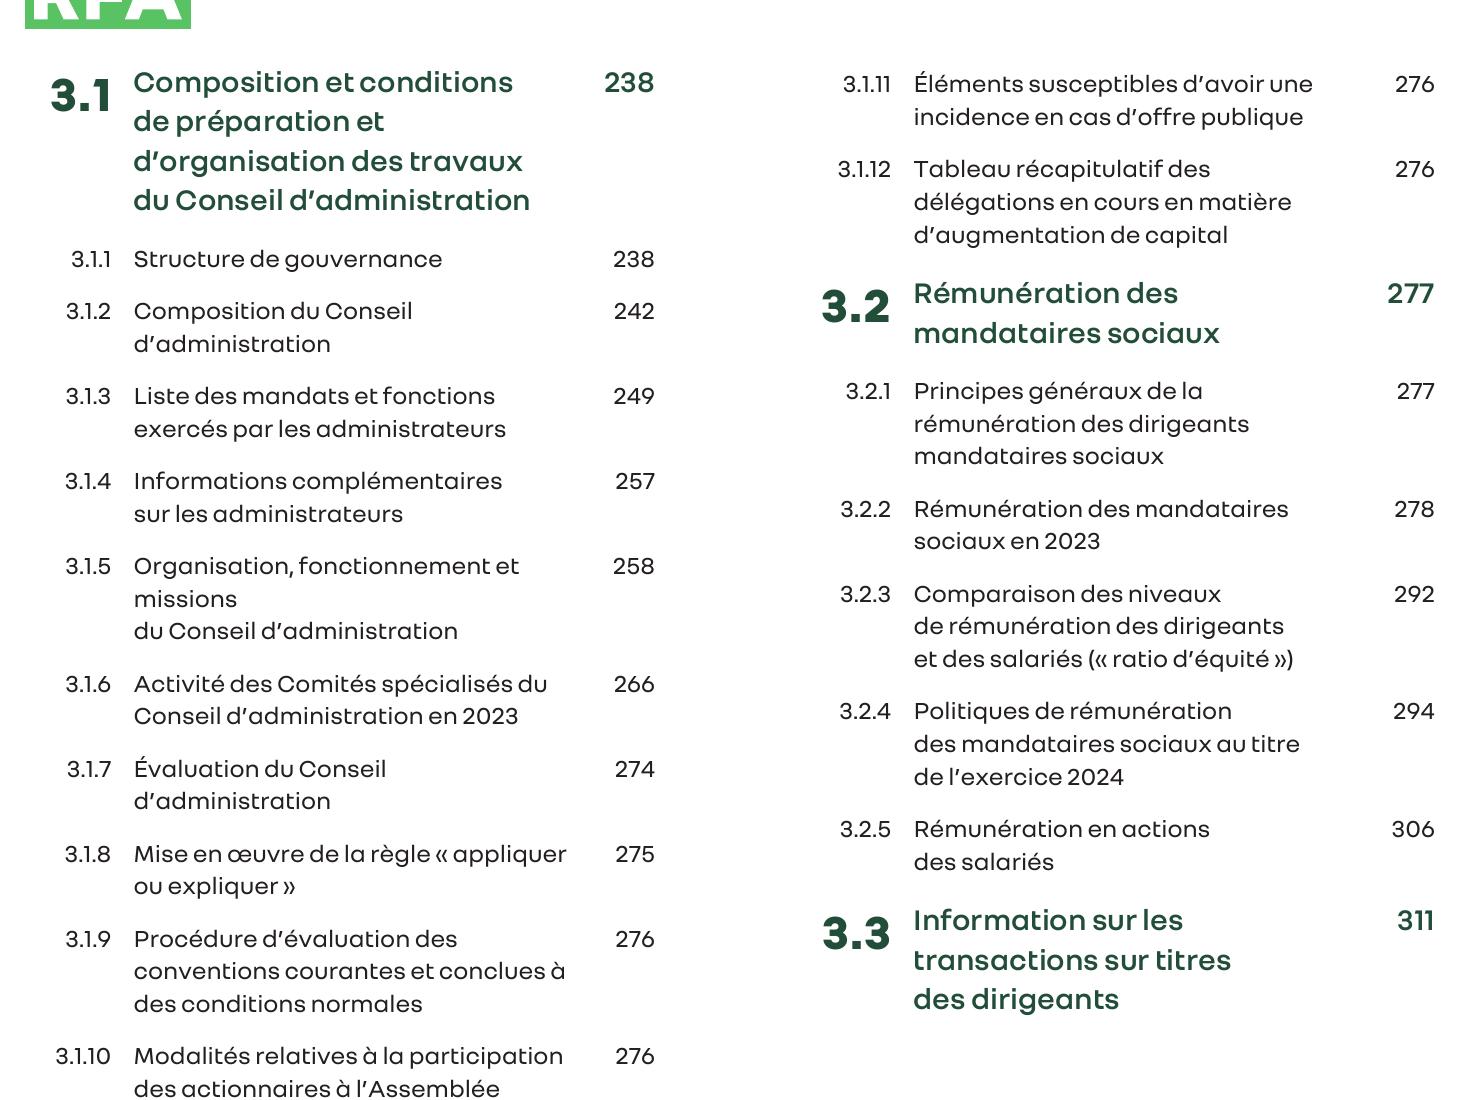 RFA
3.1 Composition et conditions 238
de préparation et
d’organisation des travaux
du Conseil d’administration
3.1.1 Structure de gouvernance 238
3.1.2 Composition du Conseil 242
d’administration
3.1.3 Liste des mandats et fonctions 249
exercés par les administrateurs
3.1.4 Informations complémentaires 257
sur les administrateurs
3.1.5 Organisation, fonctionnement et 258
missions
du Conseil d’administration
3.1.6 Activité des Comités spécialisés du 266
Conseil d’administration en 2023
3.1.7 Évaluation du Conseil 274
d’administration
3.1.8 Mise en œuvre de la règle « appliquer 275
ou expliquer »
3.1.9 Procédure d’évaluation des 276
conventions courantes et conclues à
des conditions normales
3.1.10 Modalités relatives à la participation 276
des actionnaires à l’Assemblée
3.1.11 Éléments susceptibles d’avoir une 276
incidence en cas d’offre publique
3.1.12 Tableau récapitulatif des 276
délégations en cours en matière
d’augmentation de capital
3.2 Rémunération des 277
mandataires sociaux
3.2.1 Principes généraux de la 277
rémunération des dirigeants
mandataires sociaux
3.2.2 Rémunération des mandataires 278
sociaux en 2023
3.2.3 Comparaison des niveaux 292
de rémunération des dirigeants
et des salariés (« ratio d’équité »)
3.2.4 Politiques de rémunération 294
des mandataires sociaux au titre
de l’exercice 2024
3.2.5 Rémunération en actions 306
des salariés
3.3 Information sur les 311
transactions sur titres
des dirigeants